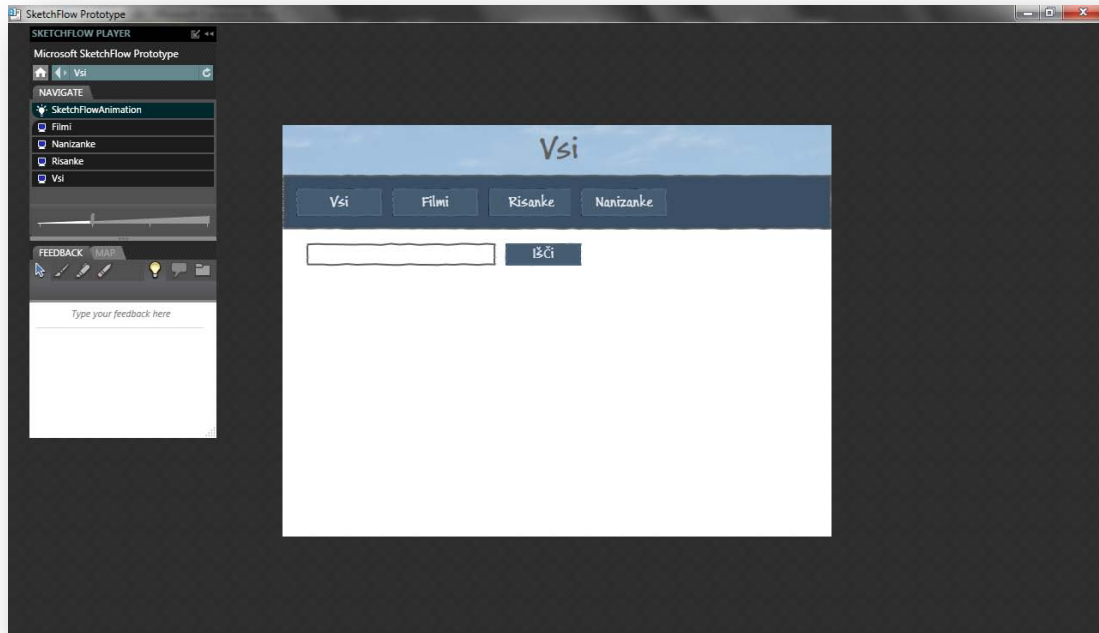 SketchFlow Prototype
SKETCHFLOW PLAYER
Microsoft SketchFlow Prototype
Vsi
NAVIGATE
SketchFlowAnimation
Filmi
Nanizanke
Risanke
Vsi
FEEDBACK MAP
Type your feedback here
Vsi
Vsi Filmi Risanke Nanizanke
IšČi